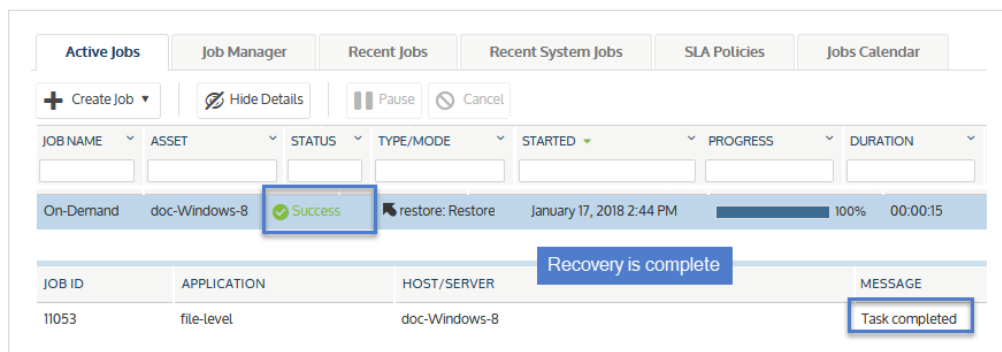 Active Jobs Job Manager Recent Jobs Recent System Jobs SLA Policies Jobs Calendar
Create Job Hide Details Pause Cancel
JOB NAME ASSET STATUS TYPE/MODE STARTED PROGRESS DURATION
On-Demand doc-Windows-8 Success restore: Restore January 17, 2018 2:44 PM 100% 00:00:15
Recovery is complete
JOB ID APPLICATION HOST/SERVER MESSAGE
11053 file-level doc-Windows-8 Task completed